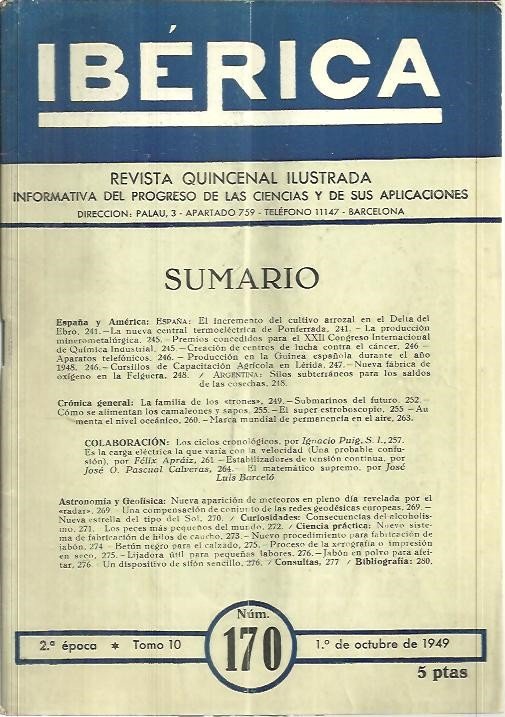 IBÉRICA
REVISTA QUINCENAL ILUSTRADA
INFORMATIVA DEL PROGRESO DE LAS CIENCIAS Y DE SUS APLICACIONES
DIRECCION: PALAU, 3 - APARTADO 759 - TELÉFONO 11147 - BARCELONA
SUMARIO
España y América: ESPAÑA: El incremento del cultivo arrozal en el Delta del
Ebro, 241.—La nueva central termoeléctrica de Ponferrada, 241. - La producción
minerometalúrgica. 245.—Premios concedidos para el XXII Congreso Internacional
de Química Industrial, 245.—Creación de centros de lucha contra el cáncer, 246 —
Aparatos telefónicos. 246. — Producción en la Guinea española durante el año
1948, 246.—Cursillos de Capacitación Agrícola en Lérida, 247.— Nueva fábrica de
oxígeno en la Felguera, 248. / ARGENTINA: Silos subterráneos para los saldos
de las cosechas, 248.
Crónica general: La familia de los «trones», 249.—Submarinos del futuro, 252.
Cómo se alimentan los camaleones y sapos, 255.—El super estroboscopio, 255 —Au
menta el nivel oceánico, 260.—Marca mundial de permanencia en el aire, 263.
COLABORACIÓN: Los ciclos cronológicos, por Ignacio Puig, S. I., 257.
Es la carga eléctrica la que varía con la velocidad (Una probable confu-
sión), por Félix Apráiz, 261 —Estabilizadores de tensión continua, por
José O. Pascual Calveras, 264.— El matemático supremo, por José
Luis Barceló
Astronomía y Geofísica: Nueva aparición de meteoros en pleno día revelada por el
«radar», 269 —Una compensación de conjunto de las redes geodésicas europeas, 269.—
Nueva estrella del tipo del Sol, 270. / Curiosidades: Consecuencias del alcoholis-
mo, 271. Los peces más pequeños del mundo, 272. / Ciencia práctica: Nuevo siste-
ma de fabricación de hilos de caucho, 273.—Nuevo procedimiento para fabricación de
jabón, 274 — Betún negro para el calzado, 275.—Proceso de la xerografía o impresión
en seco, 275.—Lijadora útil para pequeñas labores, 276.—Jabón en polvo para afei-
tar, 276. — Un dispositivo de sifón sencillo, 276. / Consultas, 277 / Bibliografía: 280.
Núm.
2.ª época ✶ Tomo 10 170 1.º de octubre de 1949
5 ptas